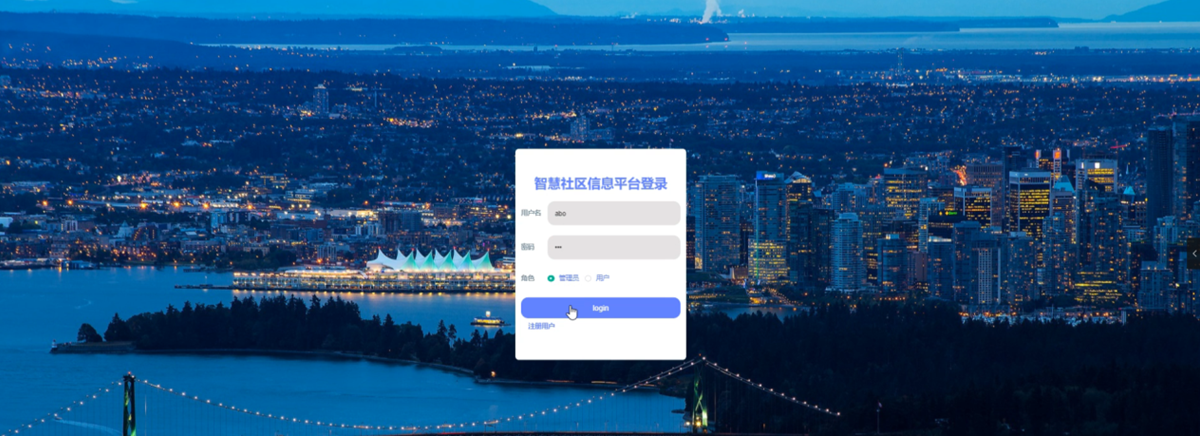 智慧社区信息平台登录
用户名 abo
密码 •••
角色 管理员 用户
login
注册用户